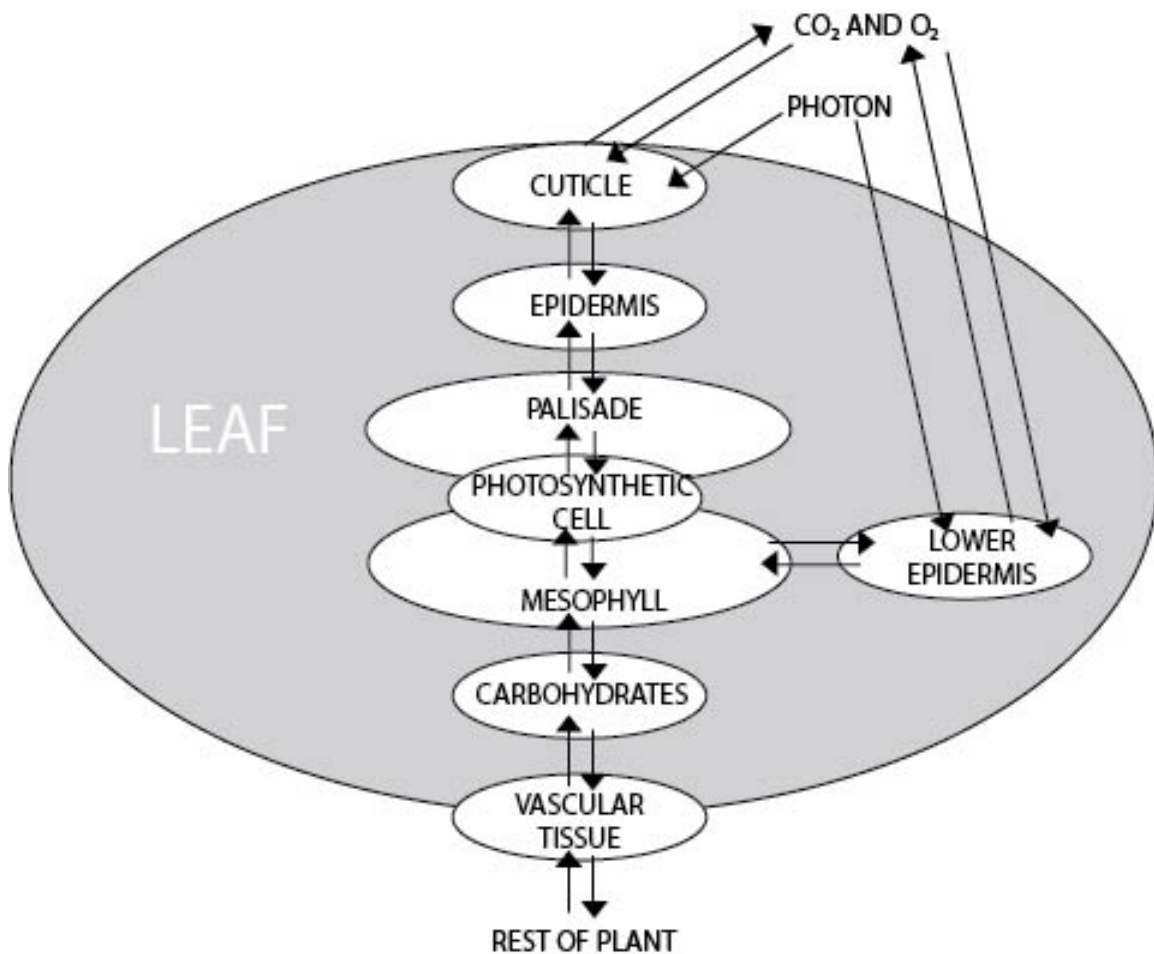 CO₂ AND O₂
PHOTON
CUTICLE
EPIDERMIS
LEAF
PALISADE
PHOTOSYNTHETIC
CELL
LOWER
EPIDERMIS
MESOPHYLL
CARBOHYDRATES
VASCULAR
TISSUE
REST OF PLANT